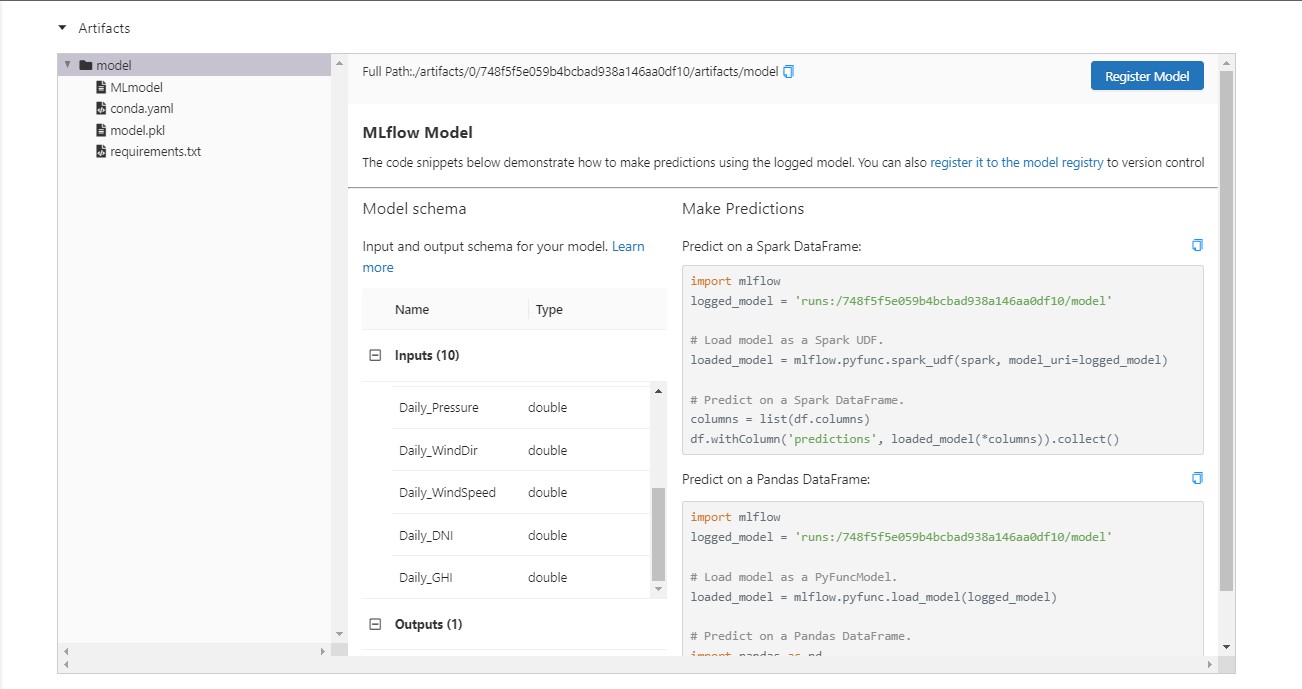 Artifacts
model
MLmodel
conda.yaml
model.pkl
requirements.txt
Full Path:./artifacts/0/748f5f5e059b4bcbad938a146aa0df10/artifacts/model
Register Model
MLflow Model
The code snippets below demonstrate how to make predictions using the logged model. You can also register it to the model registry to version control
Model schema
Input and output schema for your model. Learn
more
Name Type
Inputs (10)
Daily_Pressure double
Daily_WindDir double
Daily_WindSpeed double
Daily_DNI double
Daily_GHI double
Outputs (1)
Make Predictions
Predict on a Spark DataFrame:
import mlflow
logged_model = 'runs:/748f5f5e059b4bcbad938a146aa0df10/model'
# Load model as a Spark UDF.
loaded_model = mlflow.pyfunc.spark_udf(spark, model_uri=logged_model)
# Predict on a Spark DataFrame.
columns = list(df.columns)
df.withColumn('predictions', loaded_model(*columns)).collect()
Predict on a Pandas DataFrame:
import mlflow
logged_model = 'runs:/748f5f5e059b4bcbad938a146aa0df10/model'
# Load model as a PyFuncModel.
loaded_model = mlflow.pyfunc.load_model(logged_model)
# Predict on a Pandas DataFrame.
import pandas as pd